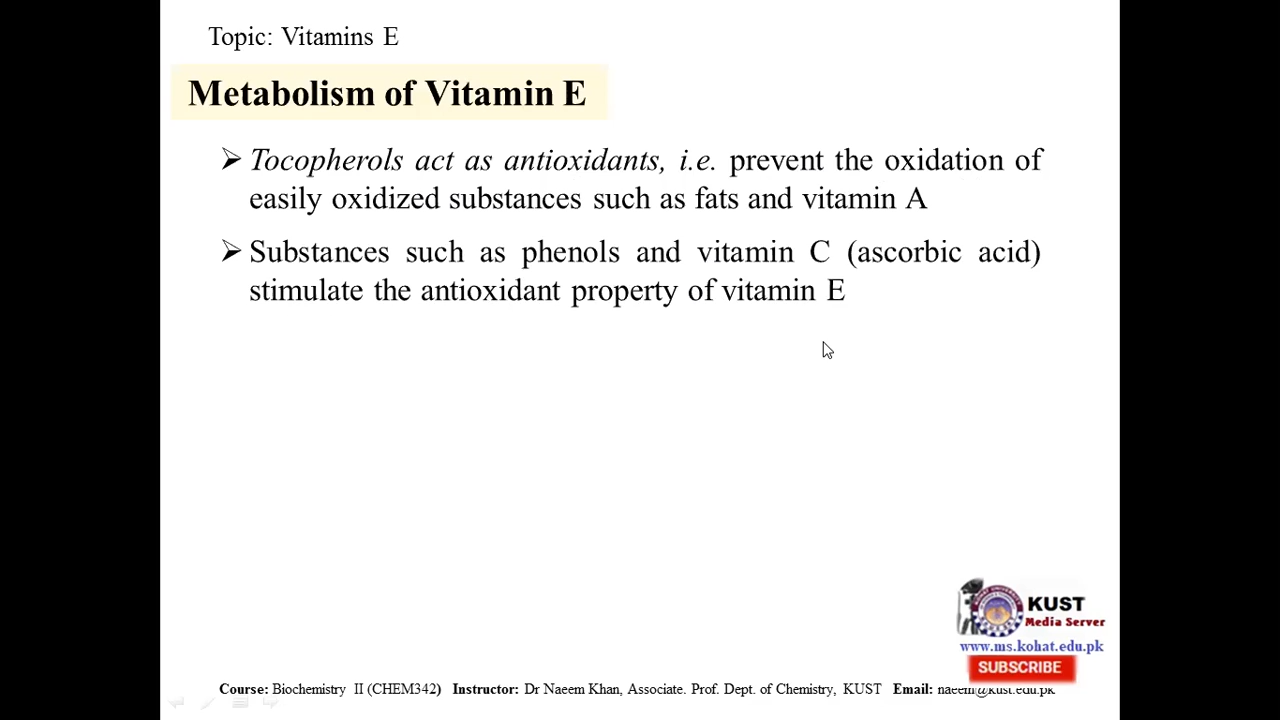 Topic: Vitamins E
Metabolism of Vitamin E
➢ Tocopherols act as antioxidants, i.e. prevent the oxidation of
easily oxidized substances such as fats and vitamin A
➢ Substances such as phenols and vitamin C (ascorbic acid)
stimulate the antioxidant property of vitamin E
KUST
Media Server
www.ms.kohat.edu.pk
SUBSCRIBE
Course: Biochemistry II (CHEM342) Instructor: Dr Naeem Khan, Associate. Prof. Dept. of Chemistry, KUST Email: naeem@kust.edu.pk